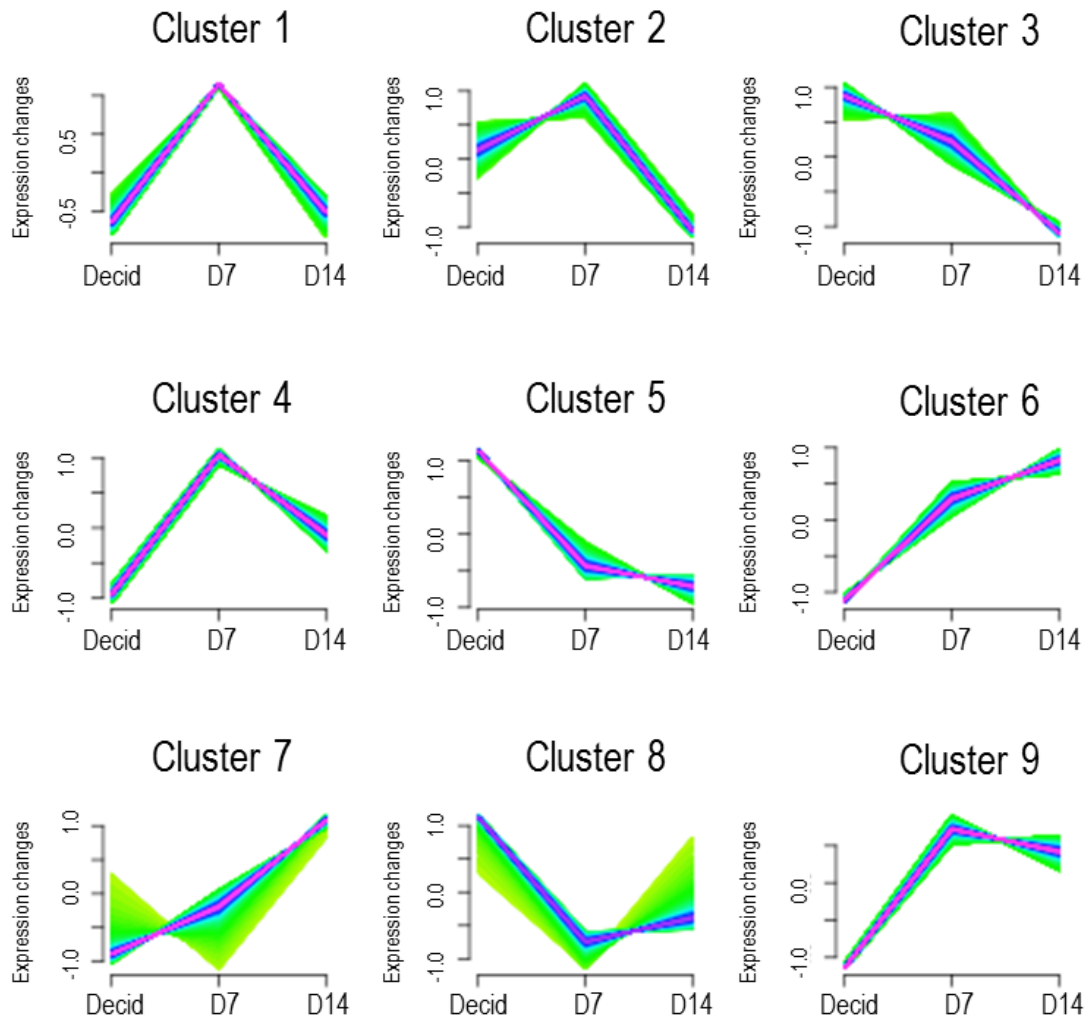 Cluster 1
Expression changes
0.5
-0.5
Decid D7 D14
Cluster 2
Expression changes
1.0
0.0
-1.0
Decid D7 D14
Cluster 3
Expression changes
1.0
0.0
-1.0
Decid D7 D14
Cluster 4
Expression changes
1.0
0.0
-1.0
Decid D7 D14
Cluster 5
Expression changes
1.0
0.0
-1.0
Decid D7 D14
Cluster 6
Expression changes
1.0
0.0
-1.0
Decid D7 D14
Cluster 7
Expression changes
1.0
0.0
-1.0
Decid D7 D14
Cluster 8
Expression changes
1.0
0.0
-1.0
Decid D7 D14
Cluster 9
Expression changes
0.0
-1.0
Decid D7 D14